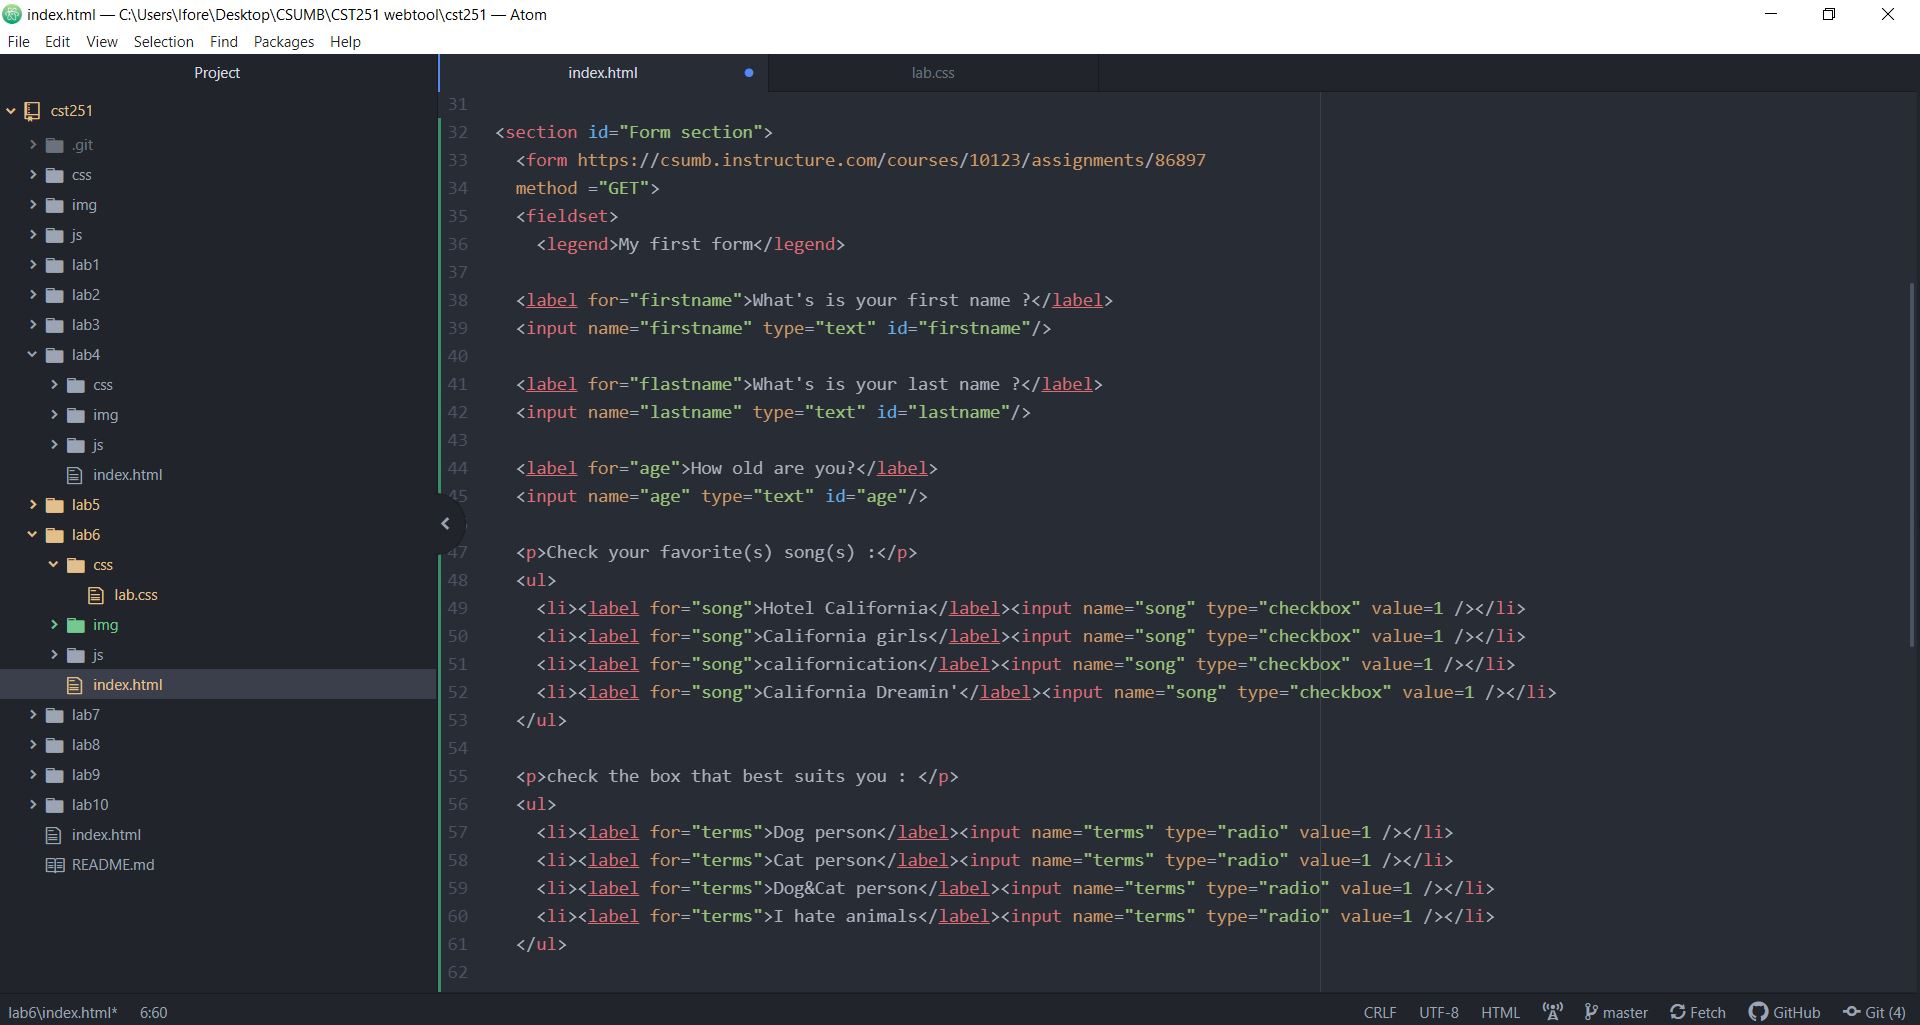 index.html — C:\Users\lfore\Desktop\CSUMB\CST251 webtool\cst251 — Atom
File Edit View Selection Find Packages Help
Project
cst251
.git
css
img
js
lab1
lab2
lab3
lab4
css
img
js
index.html
lab5
lab6
css
lab.css
img
js
index.html
lab7
lab8
lab9
lab10
index.html
README.md
index.html lab.css
31
32 <section id="Form section">
33 <form https://csumb.instructure.com/courses/10123/assignments/86897
34 method ="GET">
35 <fieldset>
36 <legend>My first form</legend>
37
38 <label for="firstname">What's is your first name ?</label>
39 <input name="firstname" type="text" id="firstname"/>
40
41 <label for="flastname">What's is your last name ?</label>
42 <input name="lastname" type="text" id="lastname"/>
43
44 <label for="age">How old are you?</label>
45 <input name="age" type="text" id="age"/>
47 <p>Check your favorite(s) song(s) :</p>
48 <ul>
49 <li><label for="song">Hotel California</label><input name="song" type="checkbox" value=1 /></li>
50 <li><label for="song">California girls</label><input name="song" type="checkbox" value=1 /></li>
51 <li><label for="song">californication</label><input name="song" type="checkbox" value=1 /></li>
52 <li><label for="song">California Dreamin'</label><input name="song" type="checkbox" value=1 /></li>
53 </ul>
54
55 <p>check the box that best suits you : </p>
56 <ul>
57 <li><label for="terms">Dog person</label><input name="terms" type="radio" value=1 /></li>
58 <li><label for="terms">Cat person</label><input name="terms" type="radio" value=1 /></li>
59 <li><label for="terms">Dog&Cat person</label><input name="terms" type="radio" value=1 /></li>
60 <li><label for="terms">I hate animals</label><input name="terms" type="radio" value=1 /></li>
61 </ul>
62
lab6\index.html* 6:60 CRLF UTF-8 HTML master Fetch GitHub Git (4)